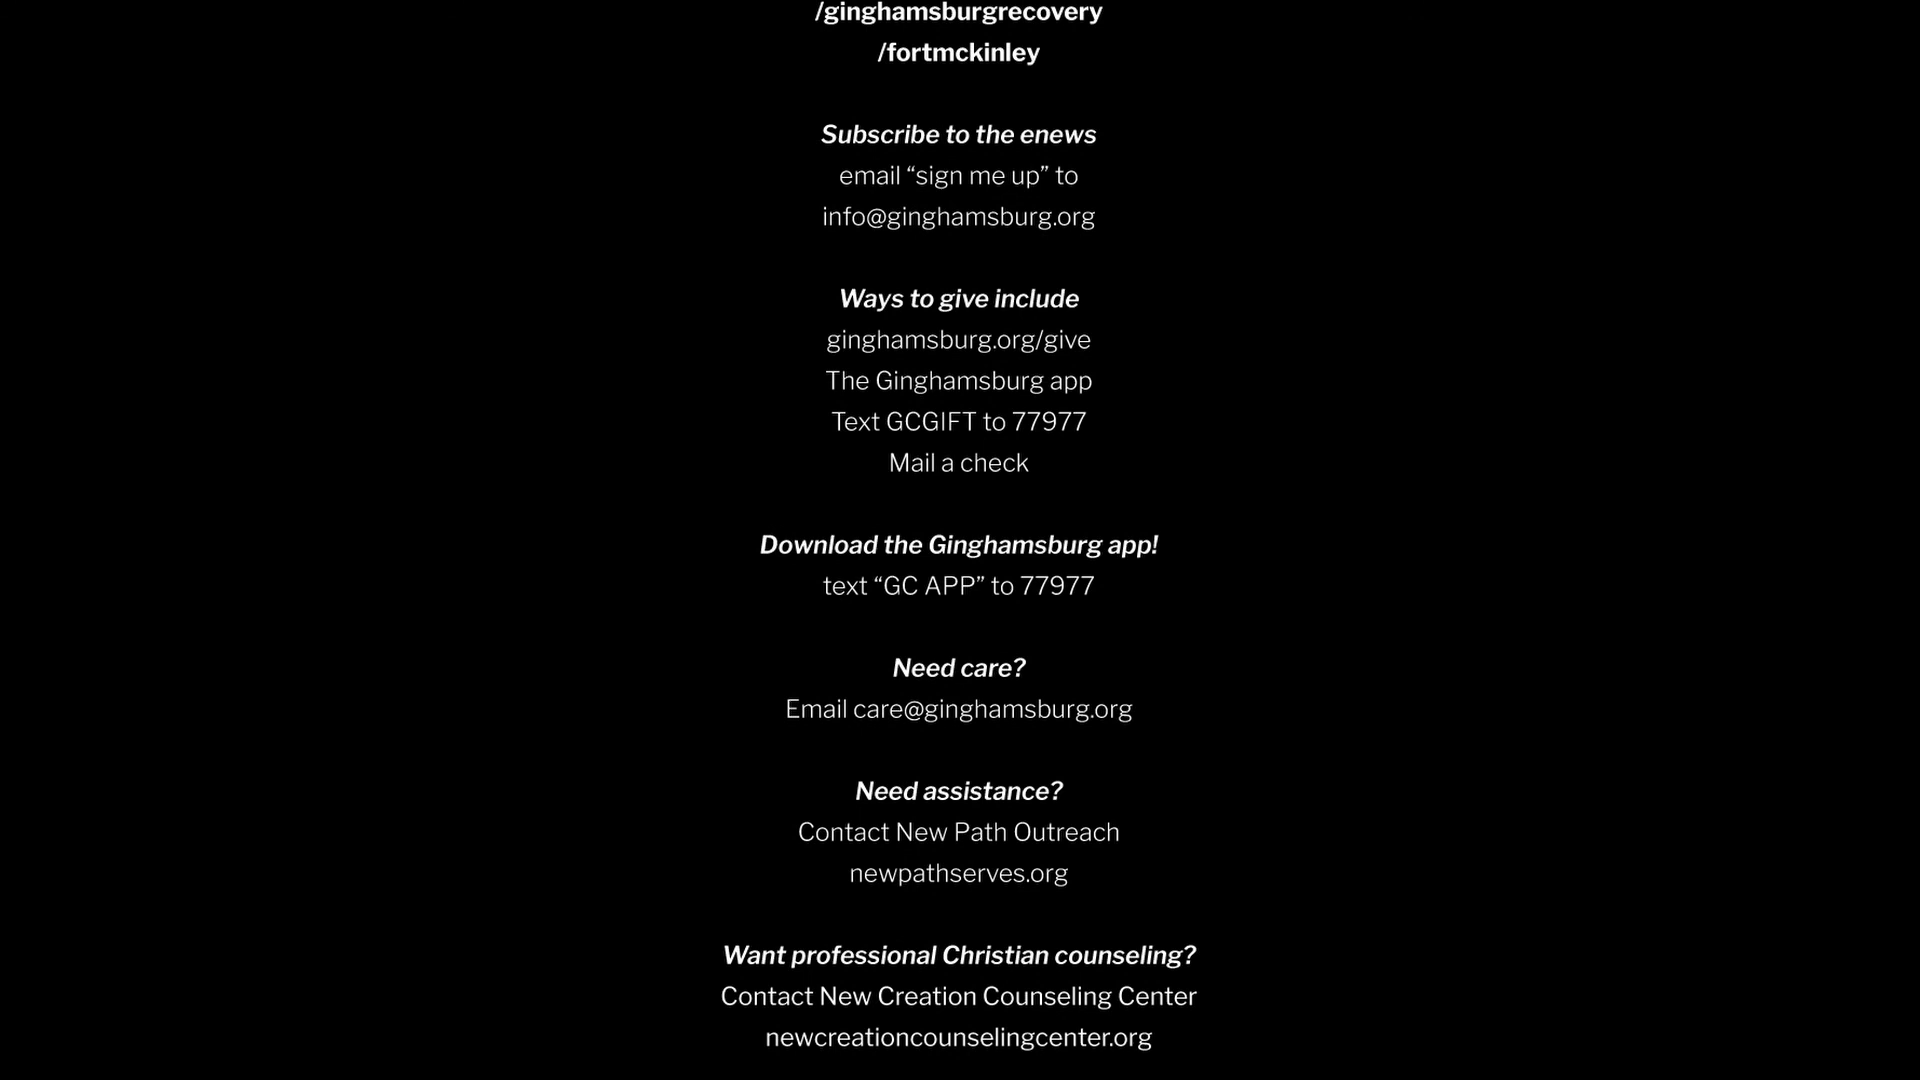 /ginghamsburgrecovery
/fortmckinley
Subscribe to the enews
email “sign me up” to
info@ginghamsburg.org
Ways to give include
ginghamsburg.org/give
The Ginghamsburg app
Text GCGIFT to 77977
Mail a check
Download the Ginghamsburg app!
text “GC APP” to 77977
Need care?
Email care@ginghamsburg.org
Need assistance?
Contact New Path Outreach
newpathserves.org
Want professional Christian counseling?
Contact New Creation Counseling Center
newcreationcounselingcenter.org